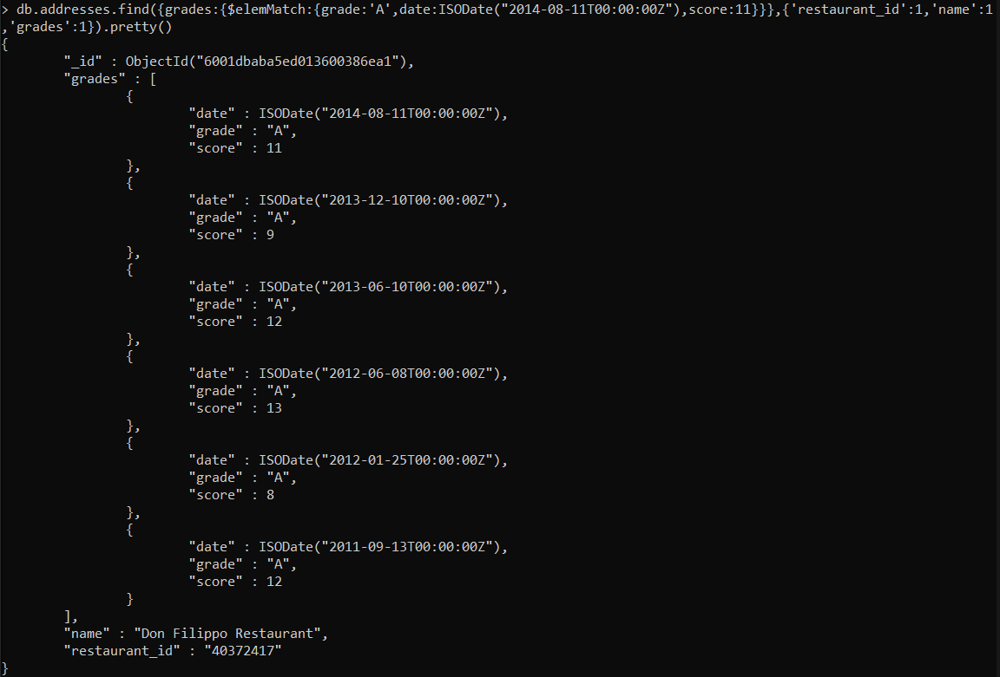 > db.addresses.find({grades:{$elemMatch:{grade:'A',date:ISODate("2014-08-11T00:00:00Z"),score:11}}},{'restaurant_id':1,'name':1
,'grades':1}).pretty()
{
        "_id" : ObjectId("6001dbaba5ed013600386ea1"),
        "grades" : [
                {
                        "date" : ISODate("2014-08-11T00:00:00Z"),
                        "grade" : "A",
                        "score" : 11
                },
                {
                        "date" : ISODate("2013-12-10T00:00:00Z"),
                        "grade" : "A",
                        "score" : 9
                },
                {
                        "date" : ISODate("2013-06-10T00:00:00Z"),
                        "grade" : "A",
                        "score" : 12
                },
                {
                        "date" : ISODate("2012-06-08T00:00:00Z"),
                        "grade" : "A",
                        "score" : 13
                },
                {
                        "date" : ISODate("2012-01-25T00:00:00Z"),
                        "grade" : "A",
                        "score" : 8
                },
                {
                        "date" : ISODate("2011-09-13T00:00:00Z"),
                        "grade" : "A",
                        "score" : 12
                }
        ],
        "name" : "Don Filippo Restaurant",
        "restaurant_id" : "40372417"
}